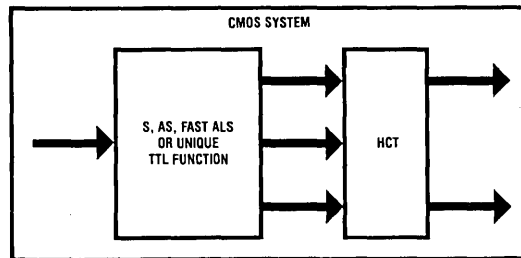 CMOS SYSTEM
S, AS, FAST ALS
OR UNIQUE
TTL FUNCTION
HCT